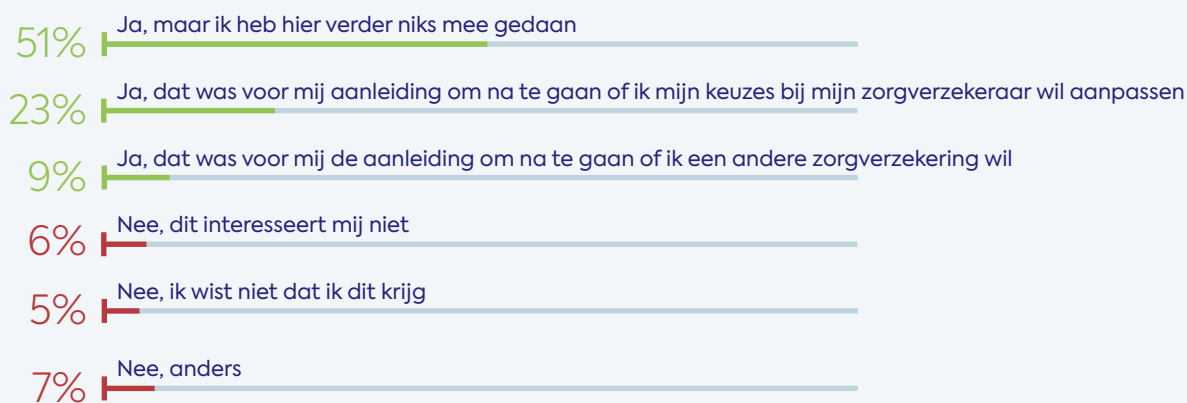 Ja, maar ik heb hier verder niks mee gedaan
51%
Ja, dat was voor mij aanleiding om na te gaan of ik mijn keuzes bij mijn zorgverzekeraar wil aanpassen
23%
Ja, dat was voor mij de aanleiding om na te gaan of ik een andere zorgverzekering wil
9%
Nee, dit interesseert mij niet
6%
Nee, ik wist niet dat ik dit krijg
5%
Nee, anders
7%